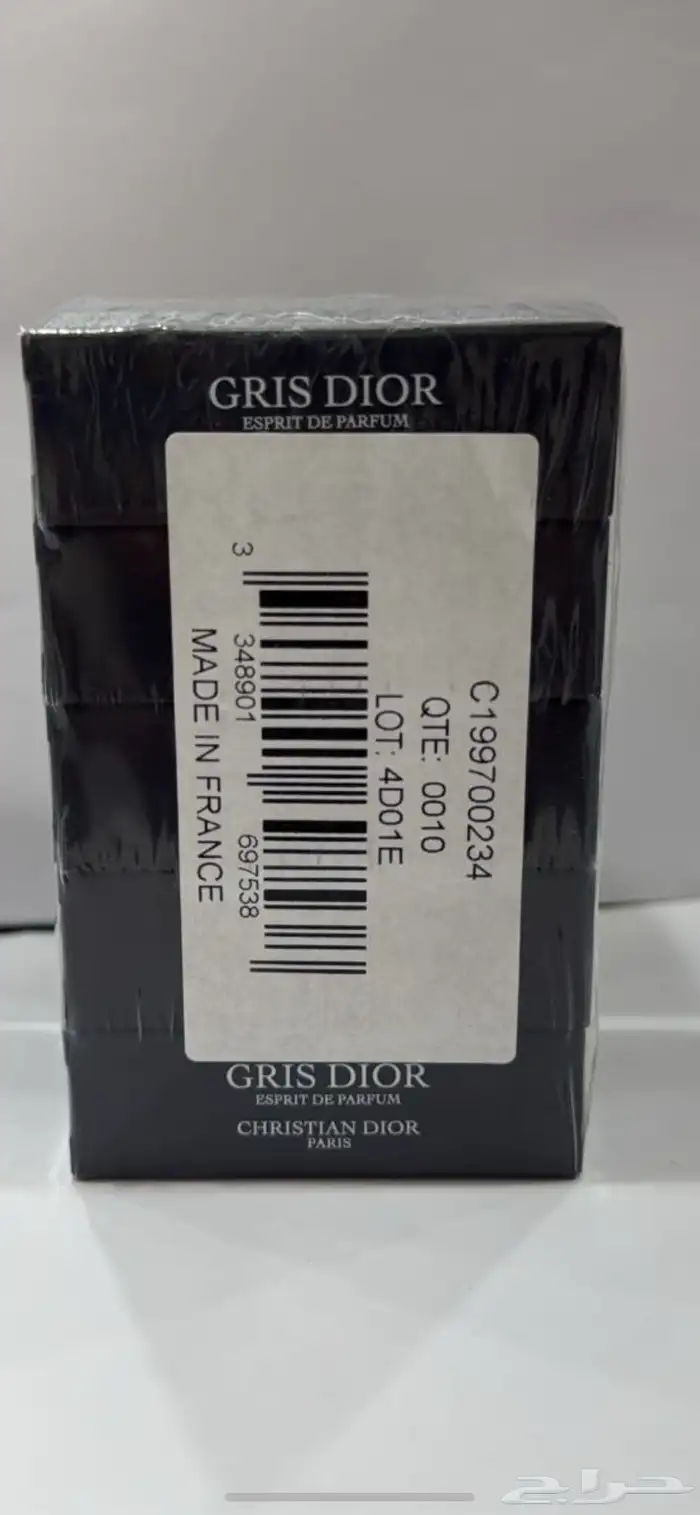 GRIS DIOR
ESPRIT DE PARFUM
C199700234
QTE: 0010
LOT: 4D01E
3 348901 697538
MADE IN FRANCE
GRIS DIOR
ESPRIT DE PARFUM
CHRISTIAN DIOR
PARIS
حراج